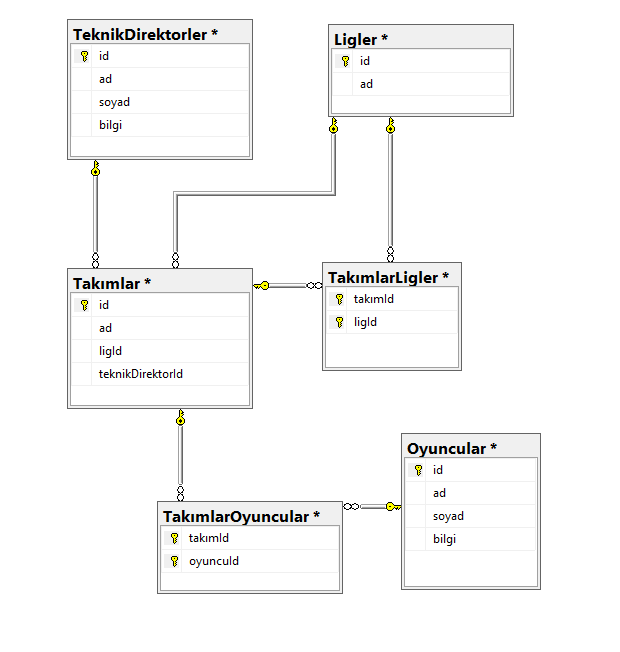 TeknikDirektorler *
id
ad
soyad
bilgi
Ligler *
id
ad
Takımlar *
id
ad
ligId
teknikDirektorId
TakımlarLigler *
takımId
ligId
Oyuncular *
id
ad
soyad
bilgi
TakımlarOyuncular *
takımId
oyuncuId